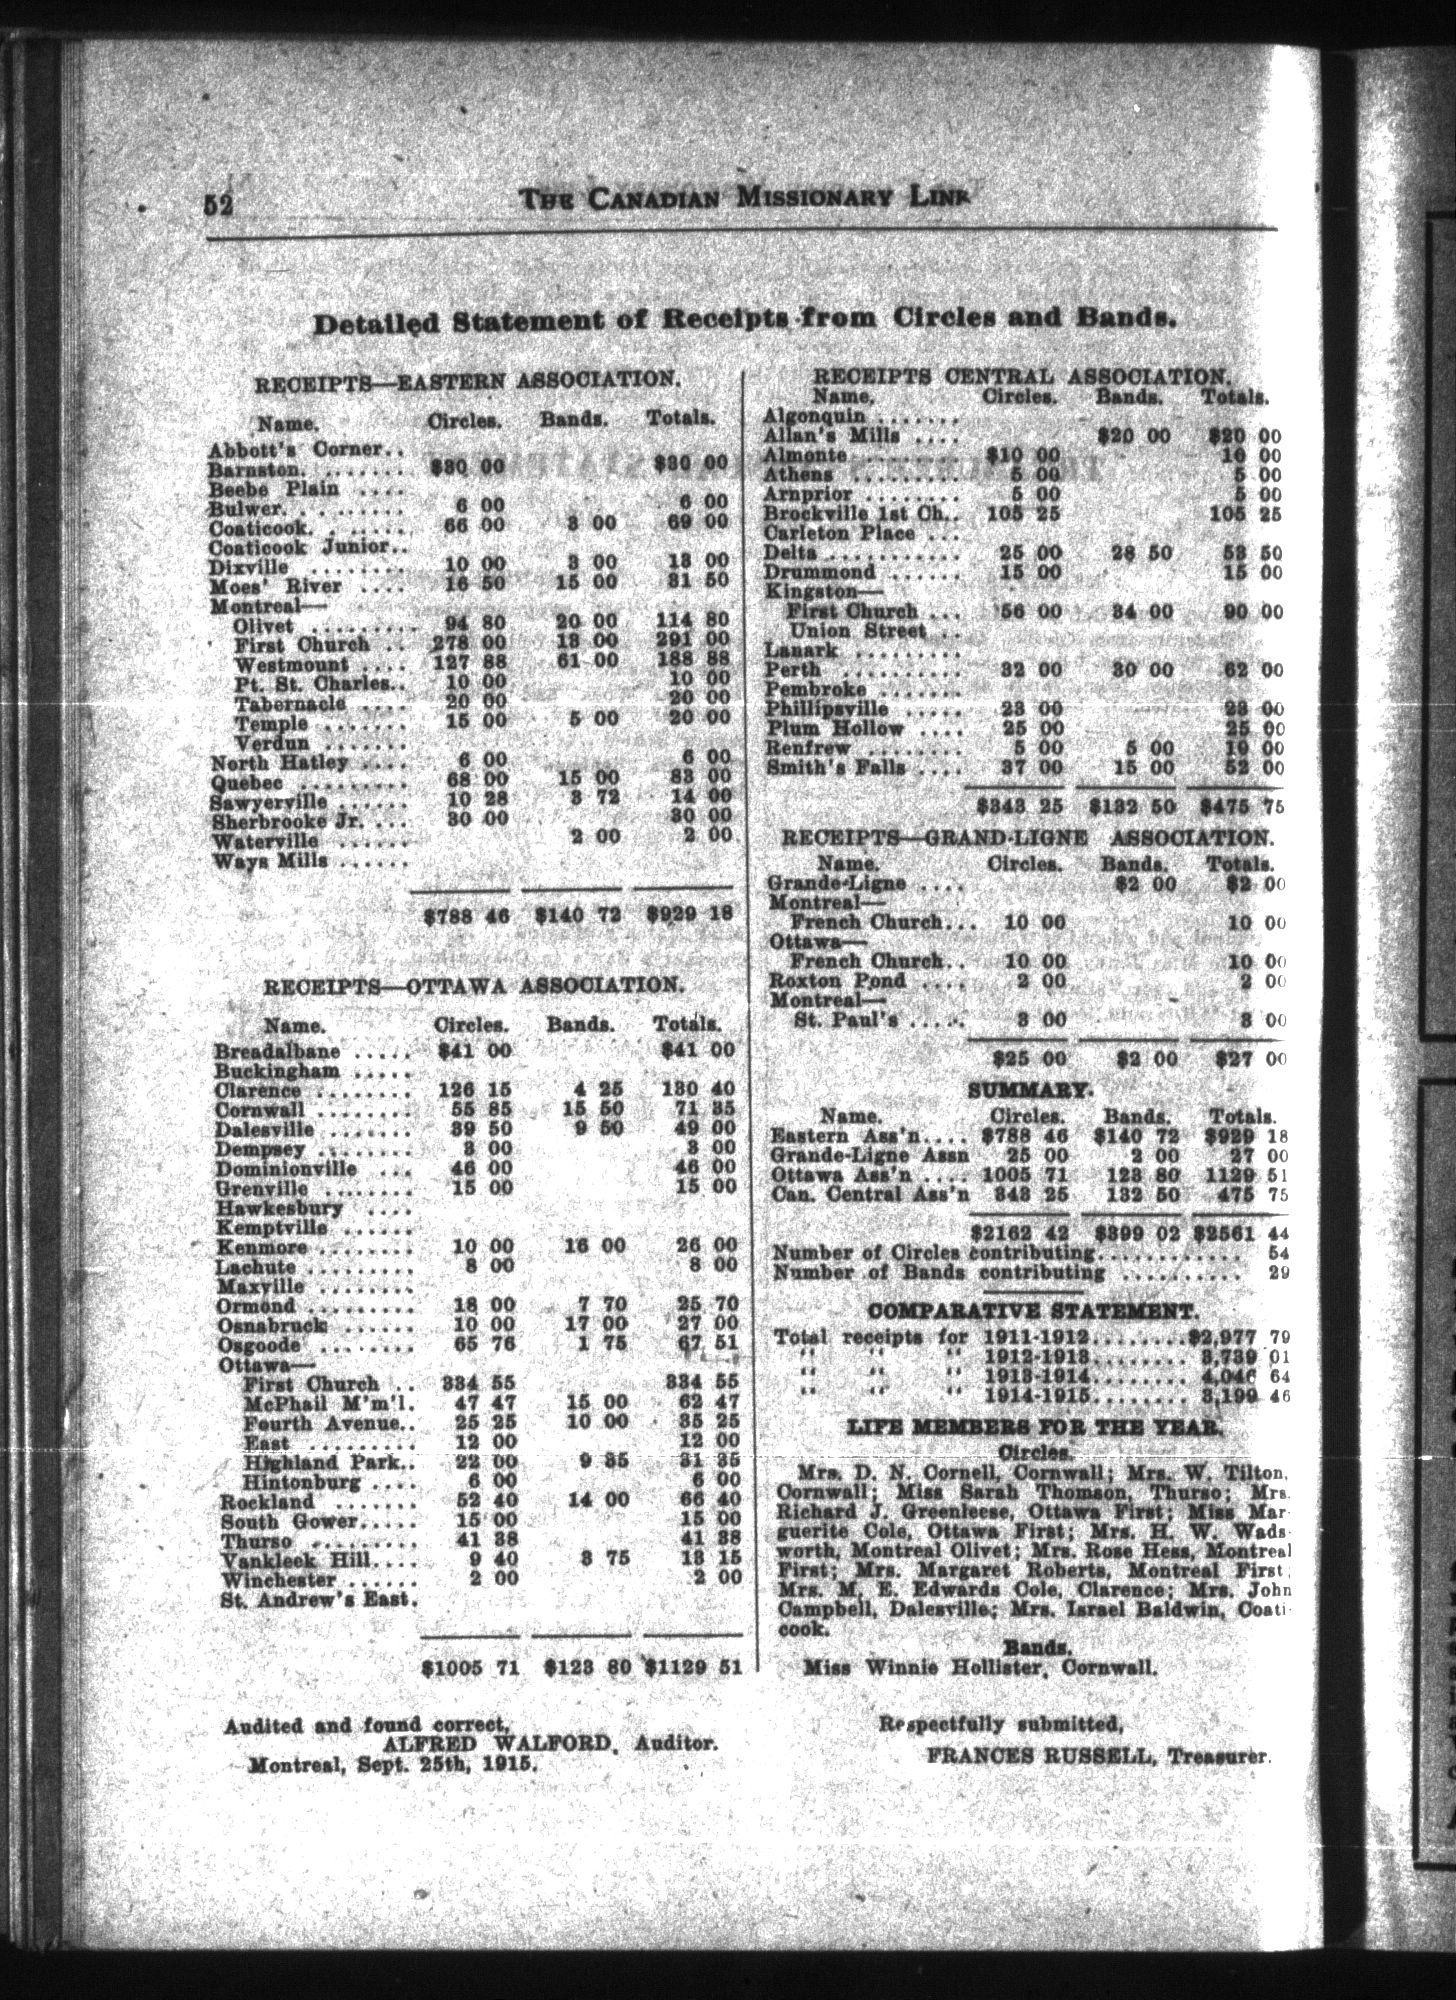 52
THE CANADIAN MISSIONARY LINK
Detailed Statement of Receipts from Circles and Bands.
RECEIPTS—EASTERN ASSOCIATION.
Name. Circles. Bands. Totals.
Abbott's Corner..
Barnston. ....... $30 00 $30 00
Beebe Plain ....
Bulwer. ........ 6 00 6 00
Coaticook. ...... 66 00 3 00 69 00
Coaticook Junior..
Dixville ........ 10 00 3 00 13 00
Moes' River .... 16 50 15 00 31 50
Montreal—
Olivet ......... 94 80 20 00 114 80
First Church .. 278 00 13 00 291 00
Westmount .... 127 88 61 00 188 88
Pt. St. Charles.. 10 00 10 00
Tabernacle .... 20 00 20 00
Temple ....... 15 00 5 00 20 00
Verdun .......
North Hatley .... 6 00 6 00
Quebec ......... 68 00 15 00 83 00
Sawyerville ...... 10 28 3 72 14 00
Sherbrooke Jr. ... 30 00 30 00
Waterville ...... 2 00 2 00
Ways Mills ......
$788 46 $140 72 $929 18
RECEIPTS—OTTAWA ASSOCIATION.
Name. Circles. Bands. Totals.
Breadalbane ..... $41 00 $41 00
Buckingham .....
Clarence ........ 126 15 4 25 130 40
Cornwall ........ 55 85 15 50 71 35
Dalesville ....... 39 50 9 50 49 00
Dempsey ........ 3 00 3 00
Dominionville ... 46 00 46 00
Grenville ........ 15 00 15 00
Hawkesbury ....
Kemptville ......
Kenmore ........ 10 00 16 00 26 00
Lachute ......... 8 00 8 00
Maxville ........
Ormond ......... 18 00 7 70 25 70
Osnabruck ...... 10 00 17 00 27 00
Osgoode ........ 65 76 1 75 67 51
Ottawa—
First Church .. 334 55 334 55
McPhail M'm'l. 47 47 15 00 62 47
Fourth Avenue.. 25 25 10 00 35 25
East ......... 12 00 12 00
Highland Park.. 22 00 9 35 31 35
Hintonburg .... 6 00 6 00
Rockland ....... 52 40 14 00 66 40
South Gower..... 15 00 15 00
Thurso ......... 41 38 41 38
Vankleek Hill.... 9 40 3 75 13 15
Winchester ...... 2 00 2 00
St. Andrew's East.
$1005 71 $123 80 $1129 51
Audited and found correct,
ALFRED WALFORD, Auditor.
Montreal, Sept. 25th, 1915.
RECEIPTS CENTRAL ASSOCIATION.
Name. Circles. Bands. Totals.
Algonquin .......
Allan's Mills .... $20 00 $20 00
Almonte ......... $10 00 10 00
Athens ......... 5 00 5 00
Arnprior ........ 5 00 5 00
Brockville 1st Ch.. 105 25 105 25
Carleton Place ...
Delta ........... 25 00 28 50 53 50
Drummond ...... 15 00 15 00
Kingston—
First Church ... 56 00 34 00 90 00
Union Street ..
Lanark .........
Perth .......... 32 00 30 00 62 00
Pembroke .......
Phillipsville ..... 23 00 23 00
Plum Hollow .... 25 00 25 00
Renfrew ........ 5 00 5 00 10 00
Smith's Falls .... 37 00 15 00 52 00
$343 25 $132 50 $475 75
RECEIPTS—GRAND-LIGNE ASSOCIATION.
Name. Circles. Bands. Totals.
Grande-Ligne .... $2 00 $2 00
Montreal—
French Church... 10 00 10 00
Ottawa—
French Church.. 10 00 10 00
Roxton Pond .... 2 00 2 00
Montreal—
St. Paul's ..... 3 00 3 00
$25 00 $2 00 $27 00
SUMMARY.
Name. Circles. Bands. Totals.
Eastern Ass'n.... $788 46 $140 72 $929 18
Grande-Ligne Assn 25 00 2 00 27 00
Ottawa Ass'n .... 1005 71 123 80 1129 51
Can. Central Ass'n 343 25 132 50 475 75
$2162 42 $399 02 $2561 44
Number of Circles contributing............ 54
Number of Bands contributing .......... 29
COMPARATIVE STATEMENT.
Total receipts for 1911-1912........$2,977 79
" " " 1912-1913........ 3,739 01
" " " 1913-1914........ 4,046 64
" " " 1914-1915........ 3,199 46
LIFE MEMBERS FOR THE YEAR.
Circles.
Mrs. D. N. Cornell, Cornwall; Mrs. W. Tilton,
Cornwall; Miss Sarah Thomson, Thurso; Mrs.
Richard J. Greenleese, Ottawa First; Miss Mar-
guerite Cole, Ottawa First; Mrs. H. W. Wads-
worth, Montreal Olivet; Mrs. Rose Hess, Montreal
First; Mrs. Margaret Roberts, Montreal First;
Mrs. M. E. Edwards Cole, Clarence; Mrs. John
Campbell, Dalesville; Mrs. Israel Baldwin, Coati-
cook.
Bands.
Miss Winnie Hollister, Cornwall.
Respectfully submitted,
FRANCES RUSSELL, Treasurer.